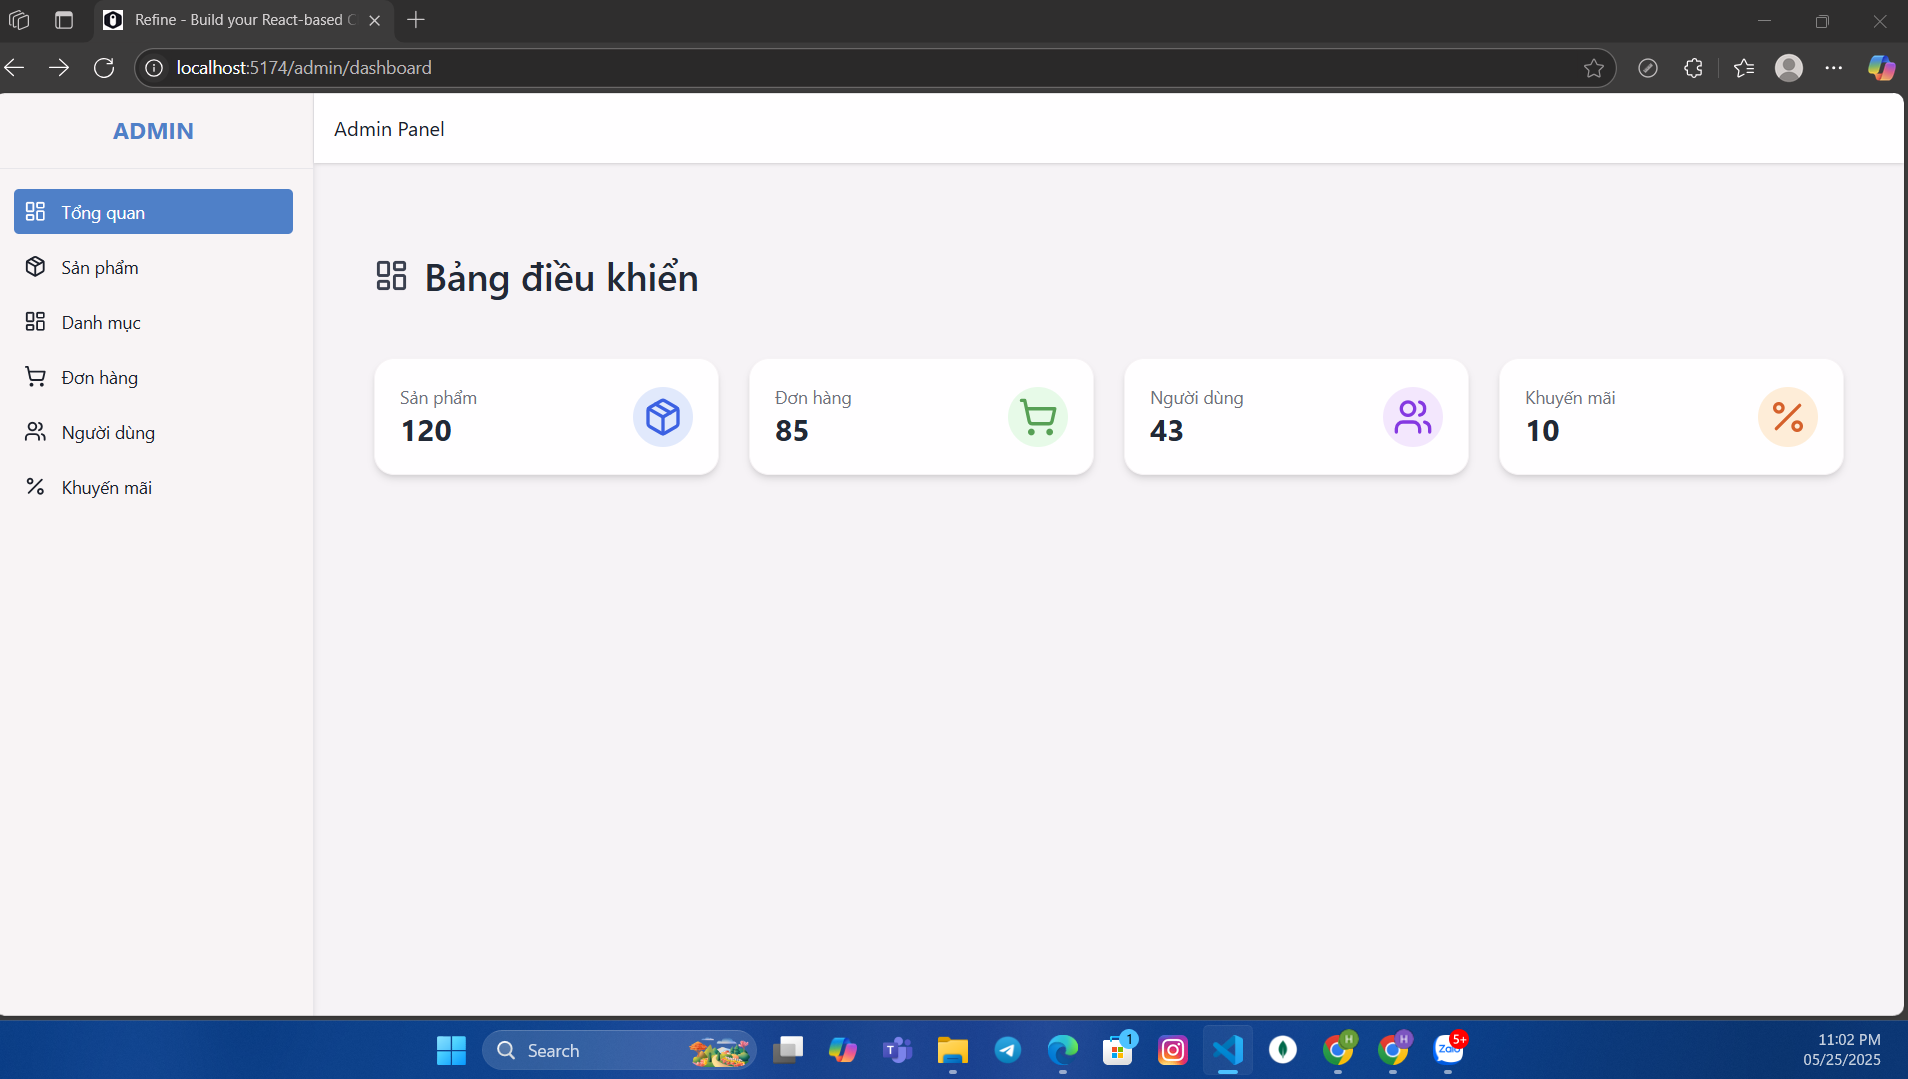 Refine - Build your React-based C
localhost:5174/admin/dashboard
ADMIN
Admin Panel
Tổng quan
Sản phẩm
Danh mục
Đơn hàng
Người dùng
Khuyến mãi
Bảng điều khiển
Sản phẩm
120
Đơn hàng
85
Người dùng
43
Khuyến mãi
10
Search
T
1
H
H
Zalo
5+
11:02 PM
05/25/2025